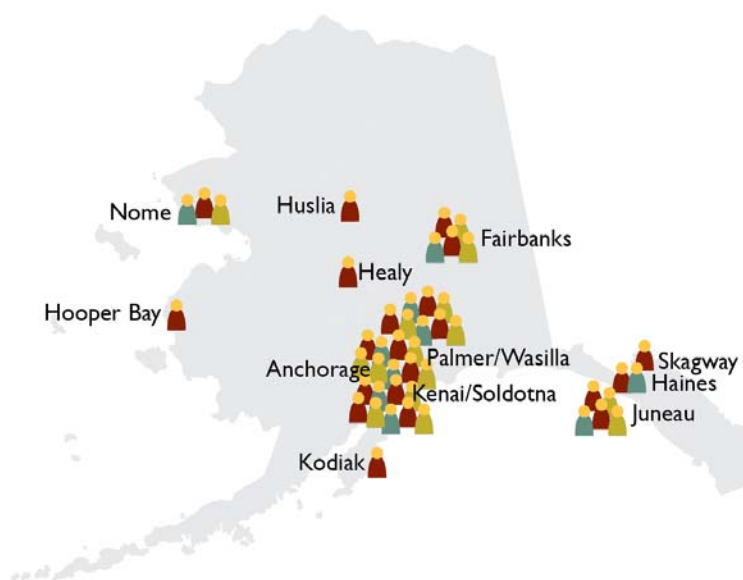 Nome
Huslia
Fairbanks
Healy
Hooper Bay
Palmer/Wasilla
Anchorage
Skagway
Haines
Kenai/Soldotna
Juneau
Kodiak